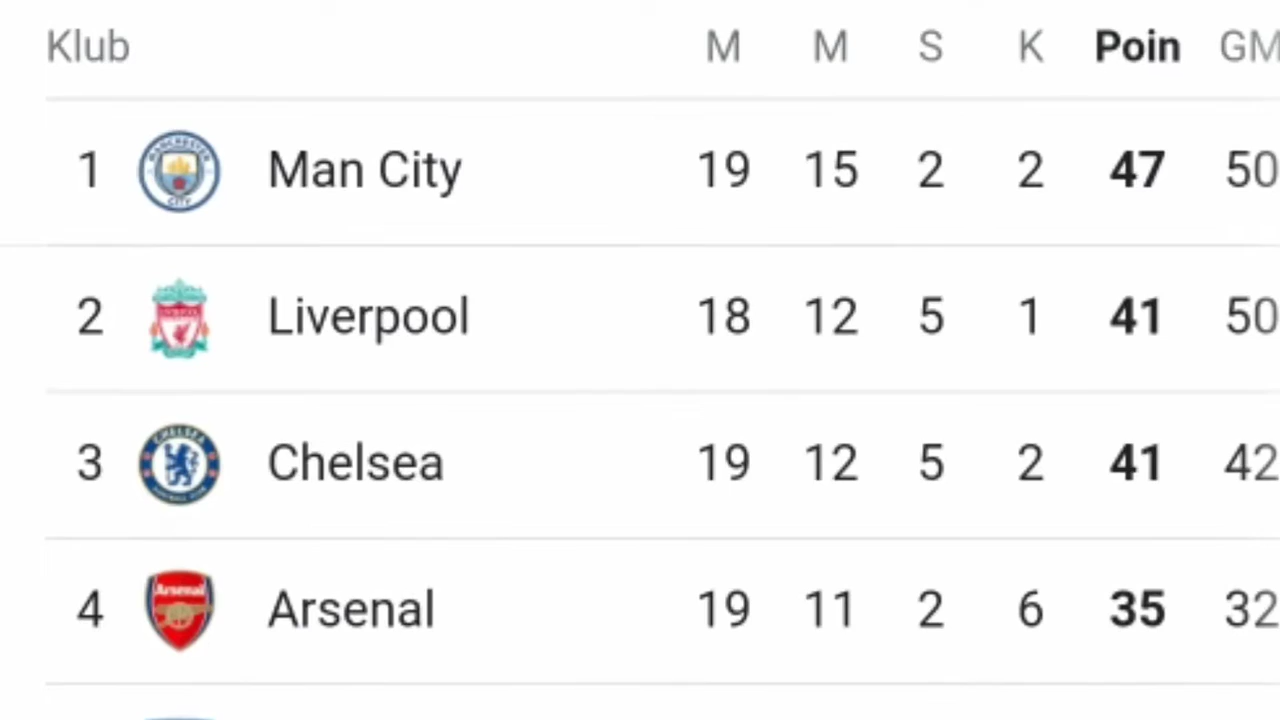 Klub M M S K Poin GM
1 Man City 19 15 2 2 47 50
2 Liverpool 18 12 5 1 41 50
3 Chelsea 19 12 5 2 41 42
4 Arsenal 19 11 2 6 35 32